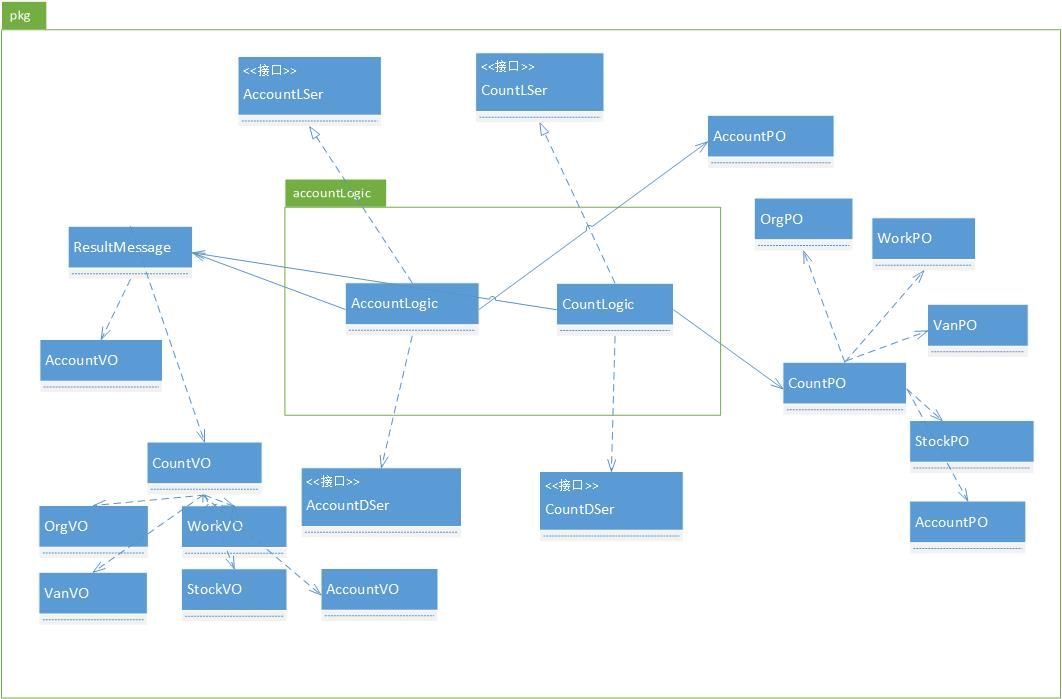 pkg
<<接口>>
AccountLSer
<<接口>>
CountLSer
AccountPO
accountLogic
OrgPO
WorkPO
ResultMessage
AccountLogic
CountLogic
VanPO
AccountVO
CountPO
StockPO
CountVO
<<接口>>
AccountDSer
<<接口>>
CountDSer
AccountPO
OrgVO
WorkVO
VanVO
StockVO
AccountVO